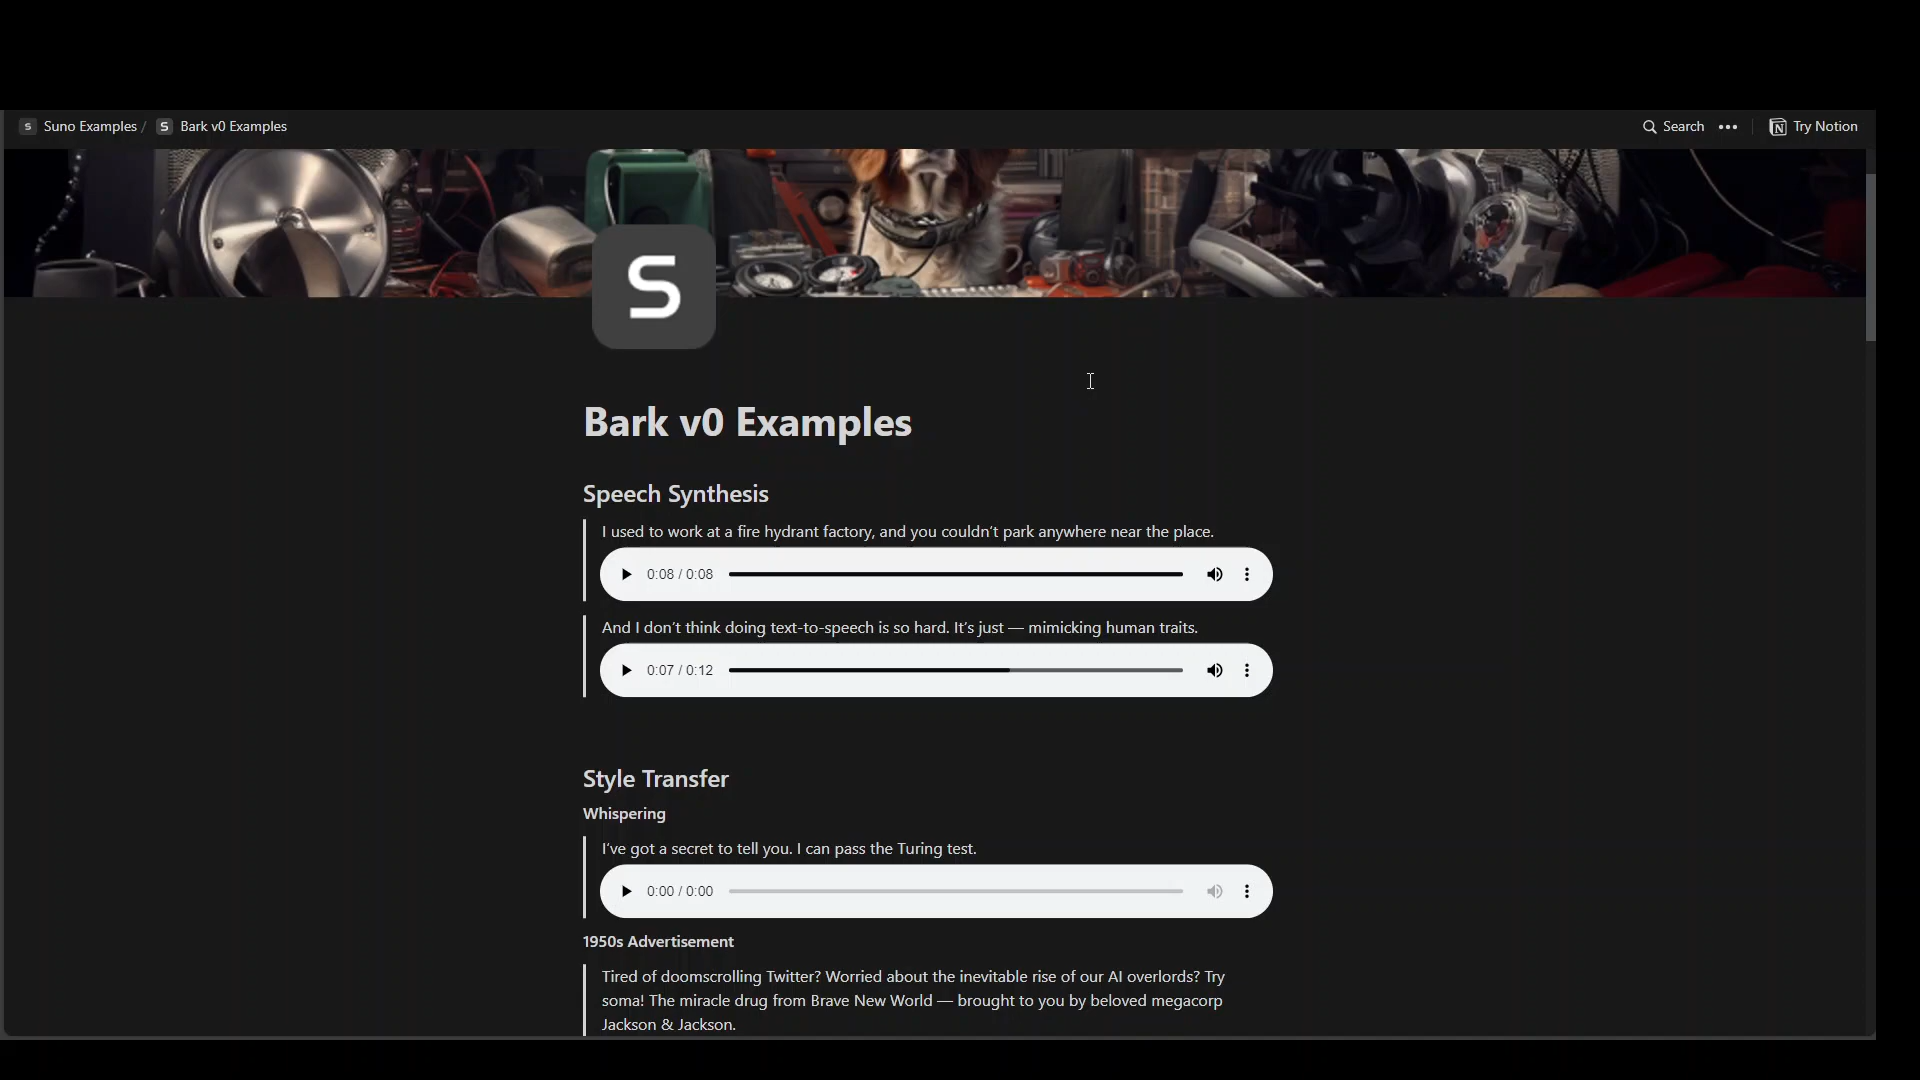 S Suno Examples / S Bark v0 Examples
Search ••• Try Notion
S
Bark v0 Examples
Speech Synthesis
I used to work at a fire hydrant factory, and you couldn’t park anywhere near the place.
0:08 / 0:08
And I don’t think doing text-to-speech is so hard. It’s just — mimicking human traits.
0:07 / 0:12
Style Transfer
Whispering
I’ve got a secret to tell you. I can pass the Turing test.
0:00 / 0:00
1950s Advertisement
Tired of doomscrolling Twitter? Worried about the inevitable rise of our AI overlords? Try
soma! The miracle drug from Brave New World — brought to you by beloved megacorp
Jackson & Jackson.